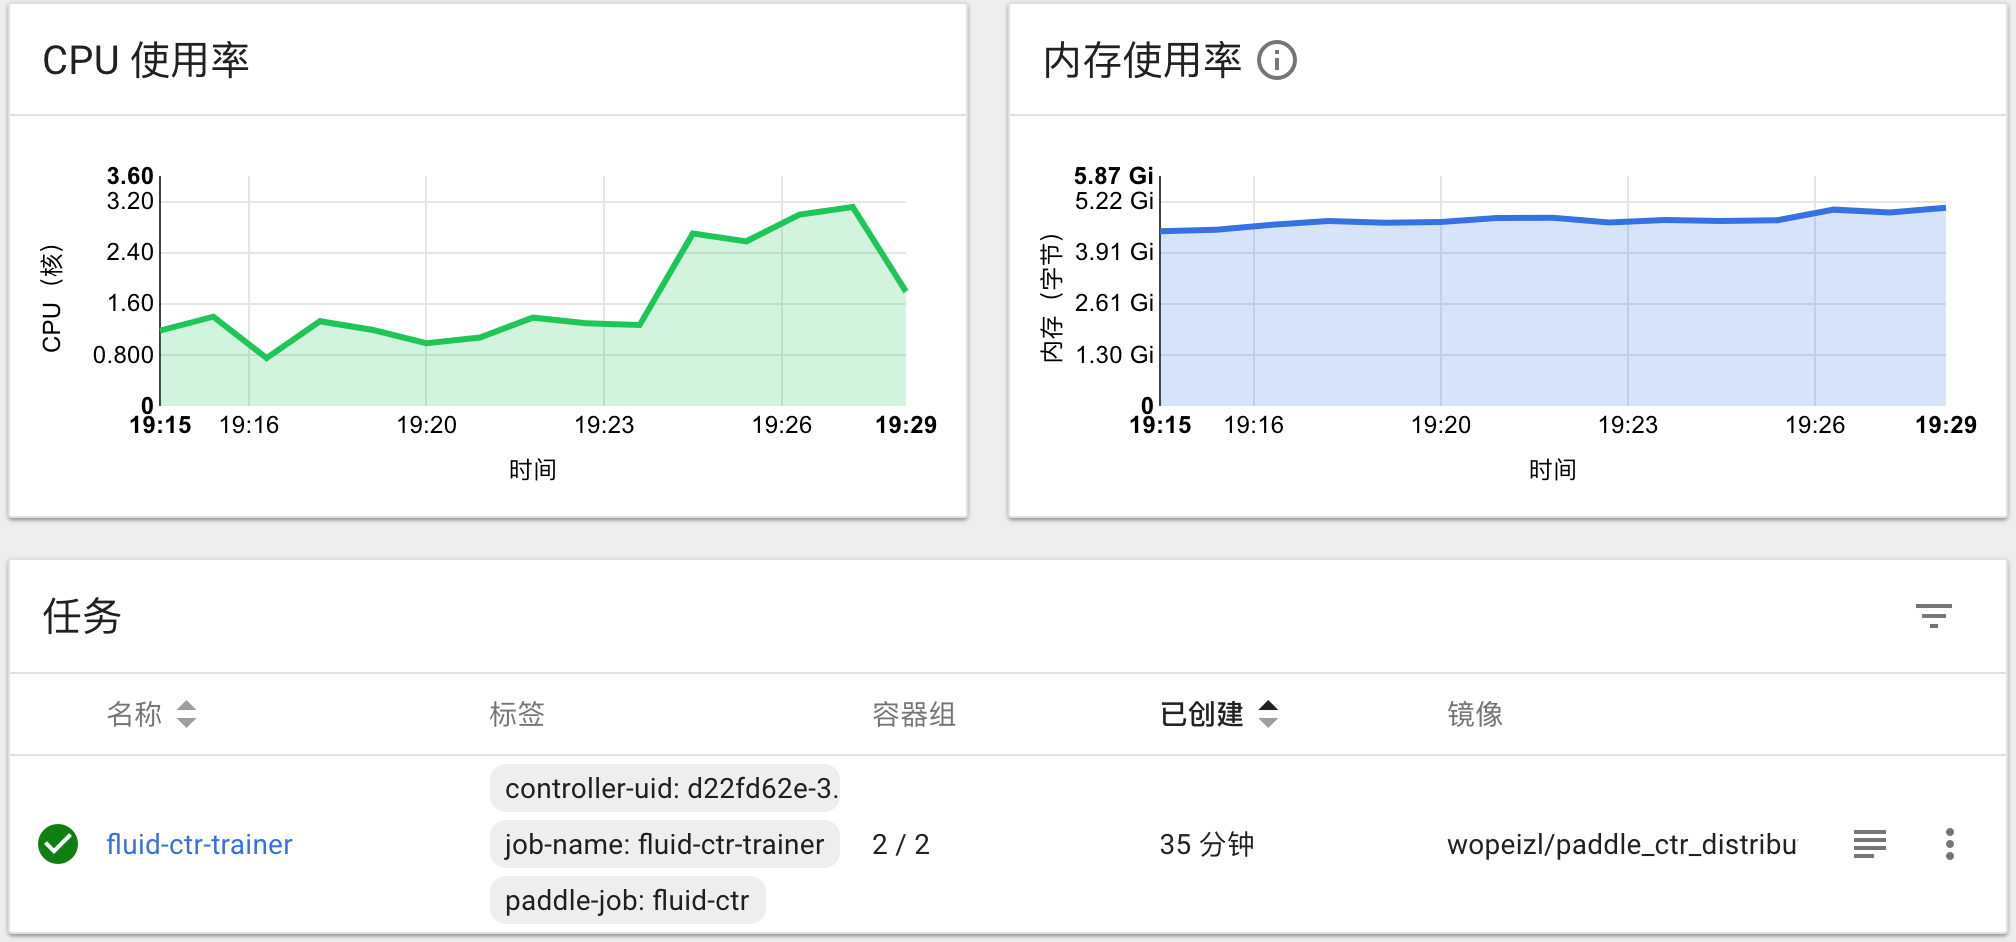 CPU 使用率
3.60
3.20
2.40
1.60
0.800
0
CPU（核）
19:15 19:16 19:20 19:23 19:26 19:29
时间
内存使用率
5.87 Gi
5.22 Gi
3.91 Gi
2.61 Gi
1.30 Gi
0
内存（字节）
19:15 19:16 19:20 19:23 19:26 19:29
时间
任务
名称 标签 容器组 已创建 镜像
controller-uid: d22fd62e-3.
fluid-ctr-trainer job-name: fluid-ctr-trainer 2 / 2 35 分钟 wopeizl/paddle_ctr_distribu
paddle-job: fluid-ctr